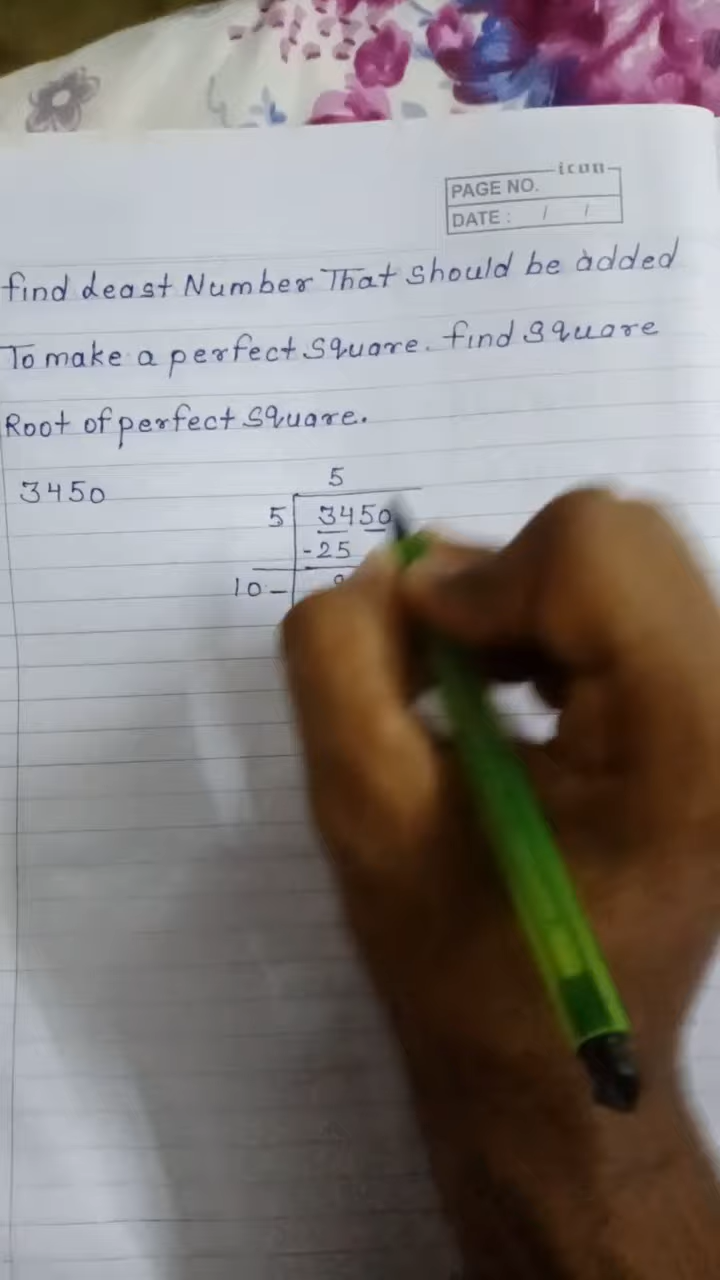 icon
PAGE NO.
DATE : / /
find least Number That should be added
To make a perfect square. find square
Root of perfect square.
3450
5
5 3450
-25
10- 9